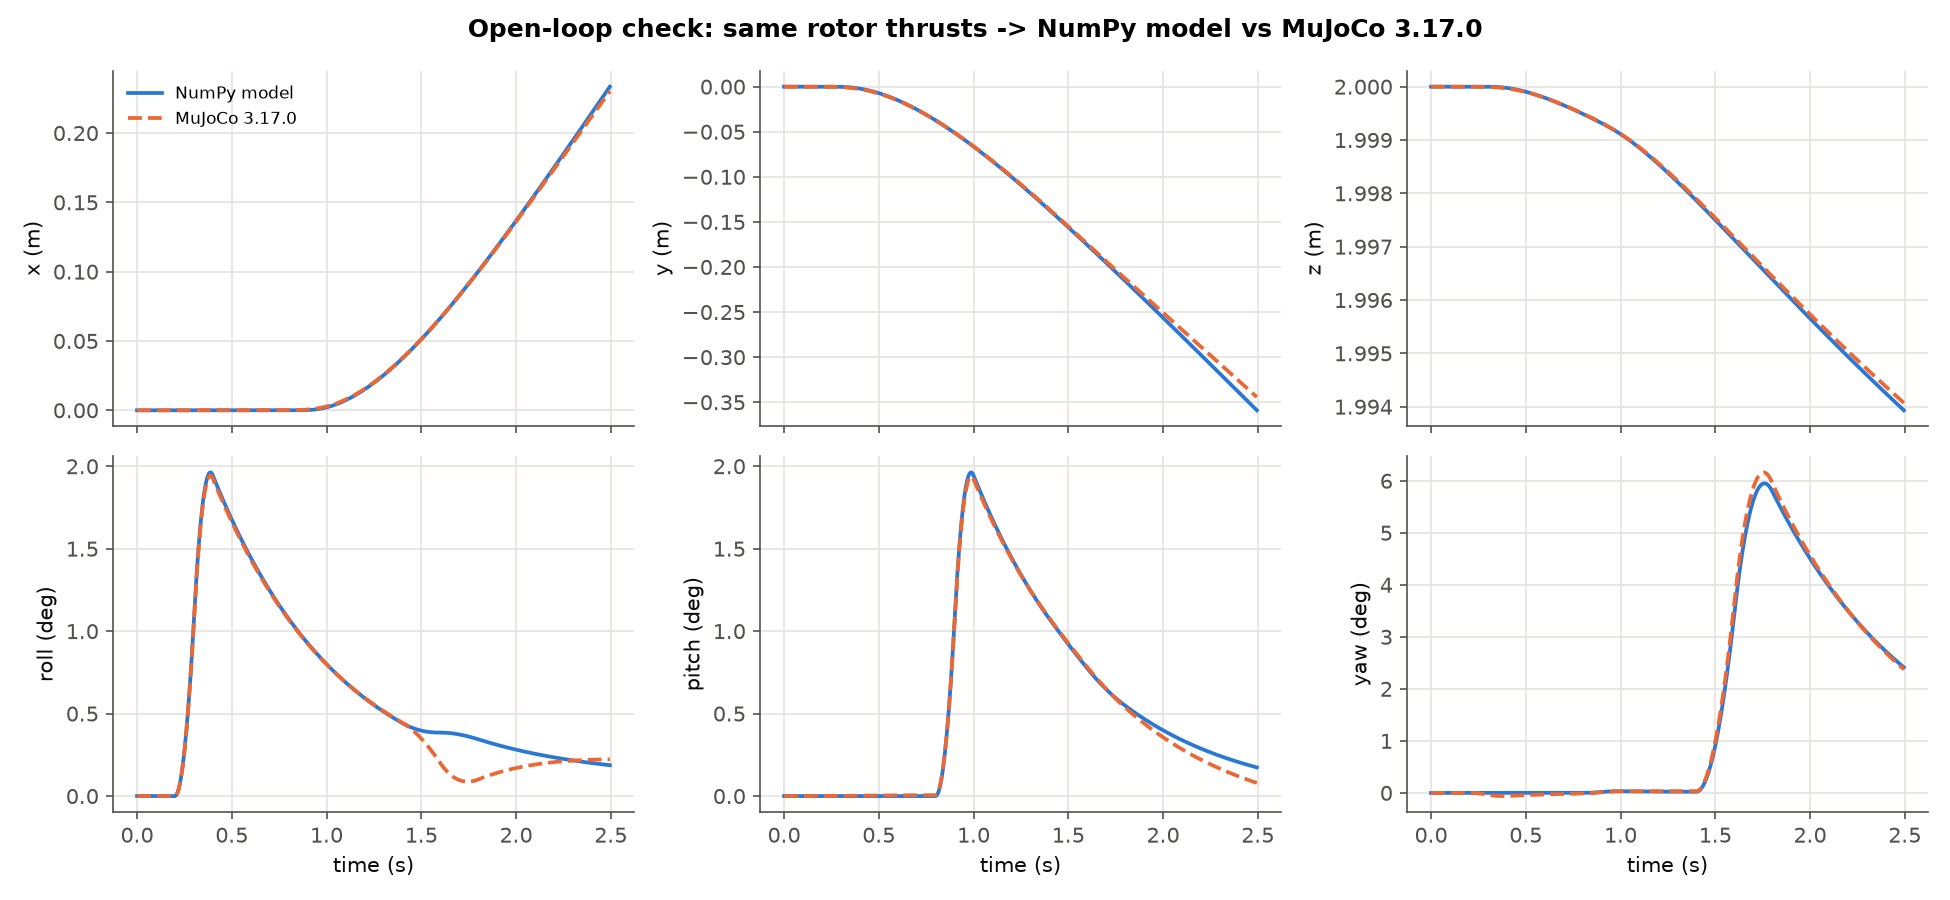 Open-loop check: same rotor thrusts -> NumPy model vs MuJoCo 3.17.0
NumPy model
MuJoCo 3.17.0
x (m)
0.20
0.15
0.10
0.05
0.00
y (m)
0.00
−0.05
−0.10
−0.15
−0.20
−0.25
−0.30
−0.35
z (m)
2.000
1.999
1.998
1.997
1.996
1.995
1.994
roll (deg)
2.0
1.5
1.0
0.5
0.0
0.0 0.5 1.0 1.5 2.0 2.5
time (s)
pitch (deg)
2.0
1.5
1.0
0.5
0.0
0.0 0.5 1.0 1.5 2.0 2.5
time (s)
yaw (deg)
6
5
4
3
2
1
0
0.0 0.5 1.0 1.5 2.0 2.5
time (s)